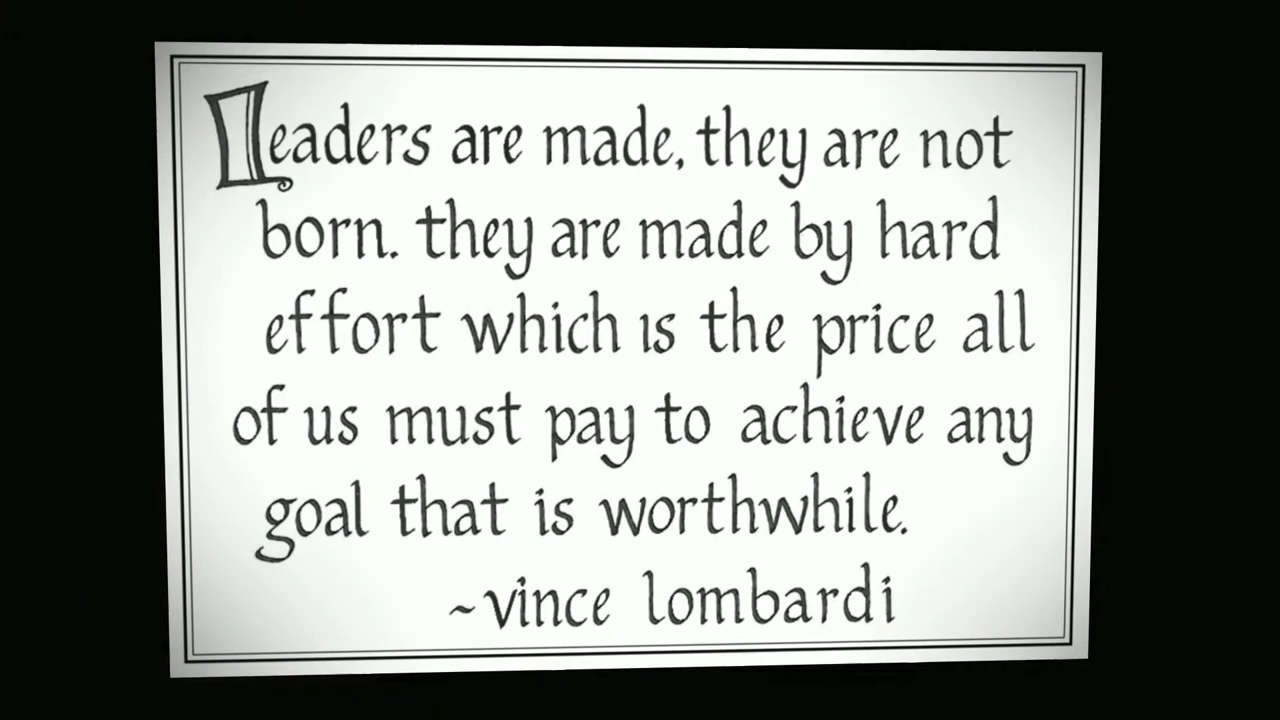 Leaders are made, they are not
born. they are made by hard
effort which is the price all
of us must pay to achieve any
goal that is worthwhile.
~vince lombardi